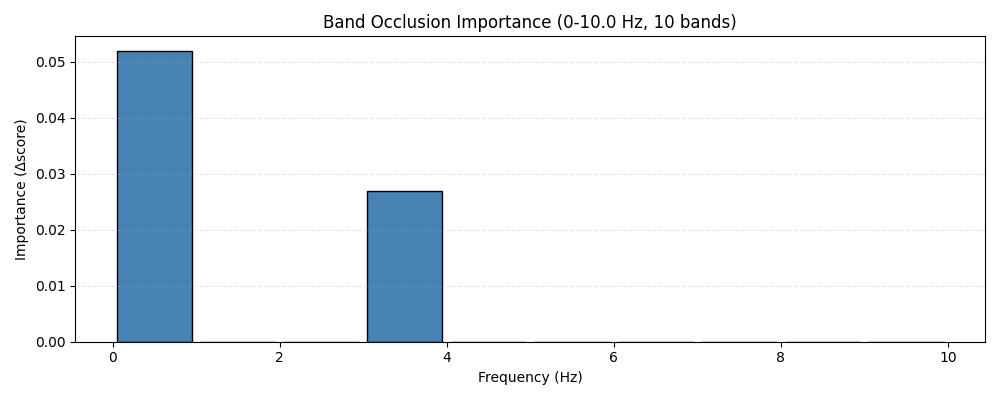 Band Occlusion Importance (0-10.0 Hz, 10 bands)
Importance (Δscore)
0.05
0.04
0.03
0.02
0.01
0.00
0 2 4 6 8 10
Frequency (Hz)